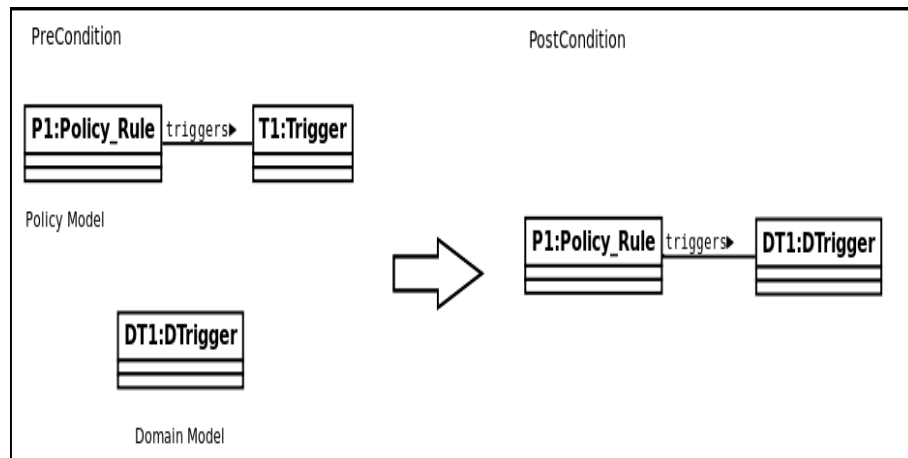 PreCondition
P1:Policy_Rule
triggers
T1:Trigger
Policy Model
DT1:DTrigger
Domain Model
PostCondition
P1:Policy_Rule
triggers
DT1:DTrigger